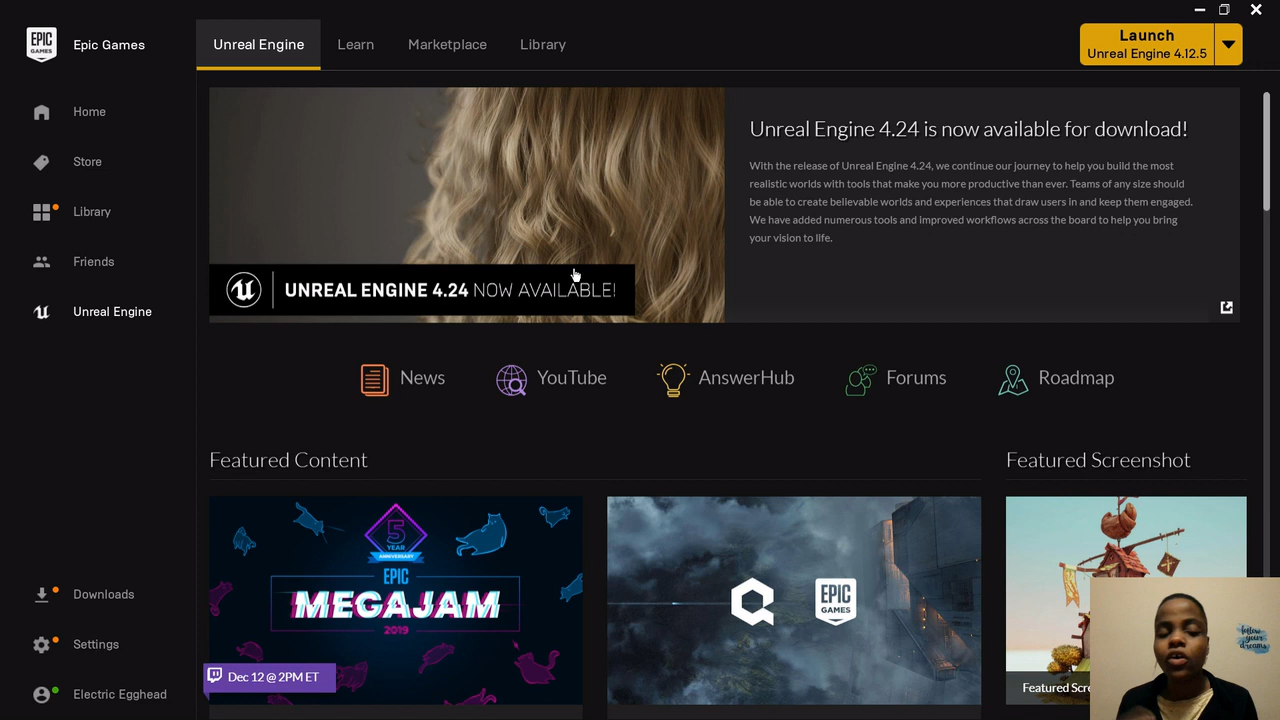 EPIC
GAMES
Epic Games
Unreal Engine
Learn
Marketplace
Library
Launch
Unreal Engine 4.12.5
Home
Store
Library
Friends
Unreal Engine
Unreal Engine 4.24 is now available for download!
With the release of Unreal Engine 4.24, we continue our journey to help you build the most
realistic worlds with tools that make you more productive than ever. Teams of any size should
be able to create believable worlds and experiences that draw users in and keep them engaged.
We have added numerous tools and improved workflows across the board to help you bring
your vision to life.
UNREAL ENGINE 4.24 NOW AVAILABLE!
News
YouTube
AnswerHub
Forums
Roadmap
Featured Content
Featured Screenshot
5
YEAR
ANNIVERSARY
EPIC
MEGAJAM
2019
Dec 12 @ 2PM ET
EPIC
GAMES
Featured Scre
follow
your
dreams
Downloads
Settings
Electric Egghead